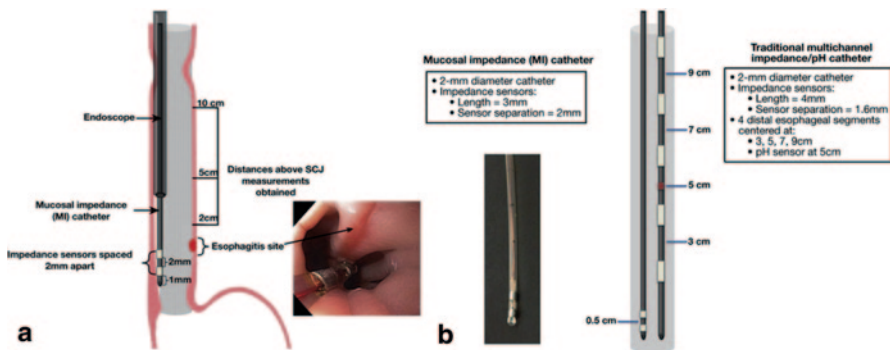 Endoscope
10 cm
5cm
2cm
Distances above SCJ
measurements
obtained
Mucosal impedance
(MI) catheter
Esophagitis site
Impedance sensors spaced
2mm apart
2mm
1mm
a
Mucosal impedance (MI) catheter
• 2-mm diameter catheter
• Impedance sensors:
• Length = 3mm
• Sensor separation = 2mm
b
9 cm
7 cm
5 cm
3 cm
0.5 cm
Traditional multichannel
impedance/pH catheter
• 2-mm diameter catheter
• Impedance sensors:
• Length = 4mm
• Sensor separation = 1.6mm
• 4 distal esophageal segments
centered at:
• 3, 5, 7, 9cm
• pH sensor at 5cm